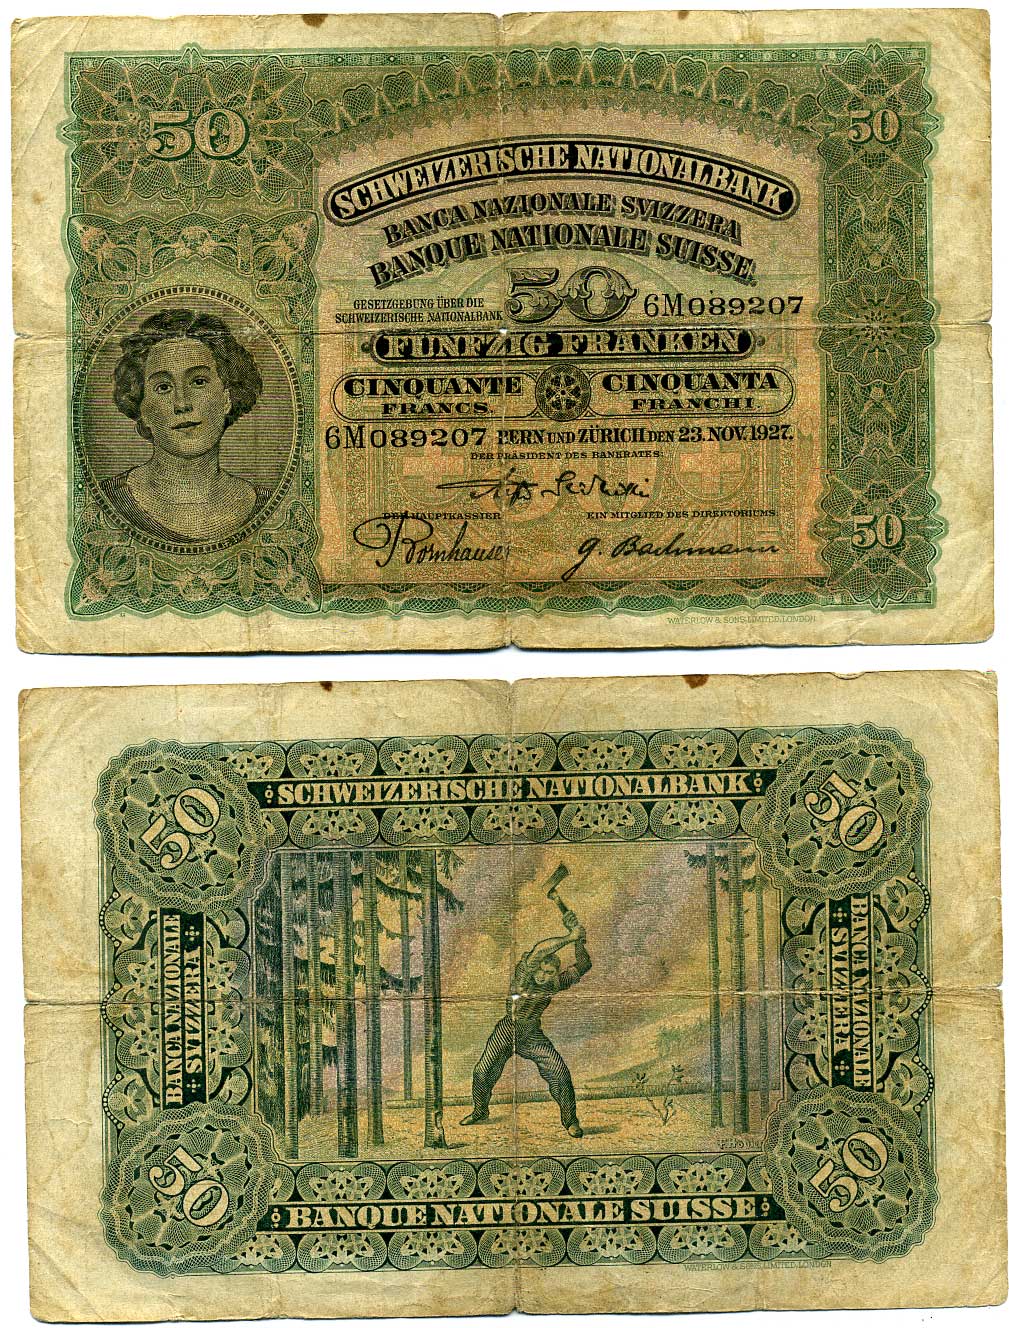 50
50
SCHWEIZERISCHE NATIONALBANK
BANCA NAZIONALE SVIZZERA
BANQUE NATIONALE SUISSE.
GESETZGEBUNG ÜBER DIE
SCHWEIZERISCHE NATIONALBANK
50
6M089207
FÜNFZIG FRANKEN
CINQUANTE
FRANCS.
CINQUANTA
FRANCHI.
6M089207 BERN UND ZÜRICH DEN 23. NOV. 1927.
DER PRÄSIDENT DES BANKRATES:
DER HAUPTKASSIER
EIN MITGLIED DES DIREKTORIUMS
Bornhauser
G. Bachmann
50
WATERLOW & SONS LIMITED, LONDON
50
50
SCHWEIZERISCHE NATIONALBANK
BANCA NAZIONALE
SVIZZERA
BANCA NAZIONALE
SVIZZERA
50
50
BANQUE NATIONALE SUISSE
WATERLOW & SONS LIMITED, LONDON